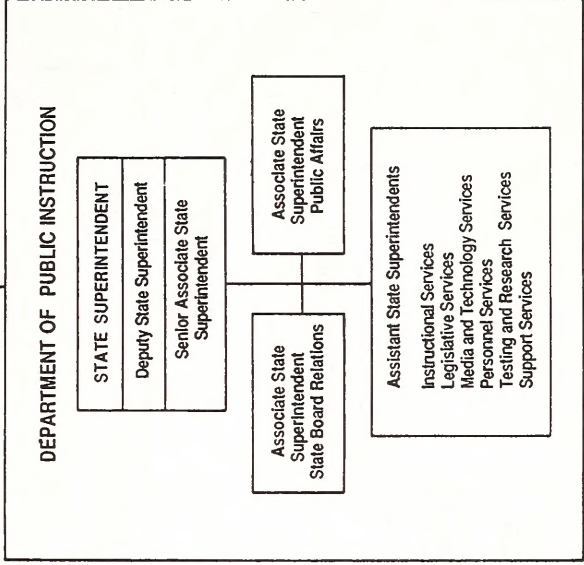 DEPARTMENT OF PUBLIC INSTRUCTION
STATE SUPERINTENDENT
Deputy State Superintendent
Senior Associate State
Superintendent
Associate State
Superintendent
State Board Relations
Associate State
Superintendent
Public Affairs
Assistant State Superintendents
Instructional Services
Legislative Services
Media and Technology Services
Personnel Services
Testing and Research Services
Support Services